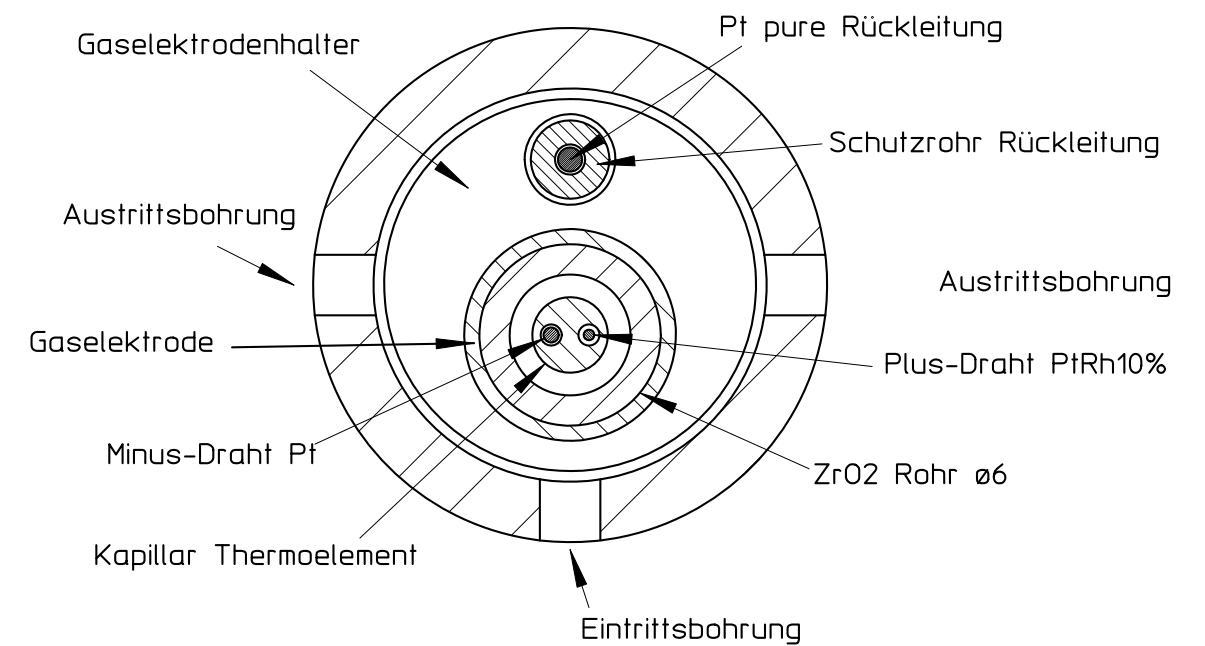 Pt pure Rückleitung
Gaselektrodenhalter
Schutzrohr Rückleitung
Austrittsbohrung
Austrittsbohrung
Gaselektrode
Plus-Draht PtRh10%
Minus-Draht Pt
ZrO2 Rohr ø6
Kapillar Thermoelement
Eintrittsbohrung